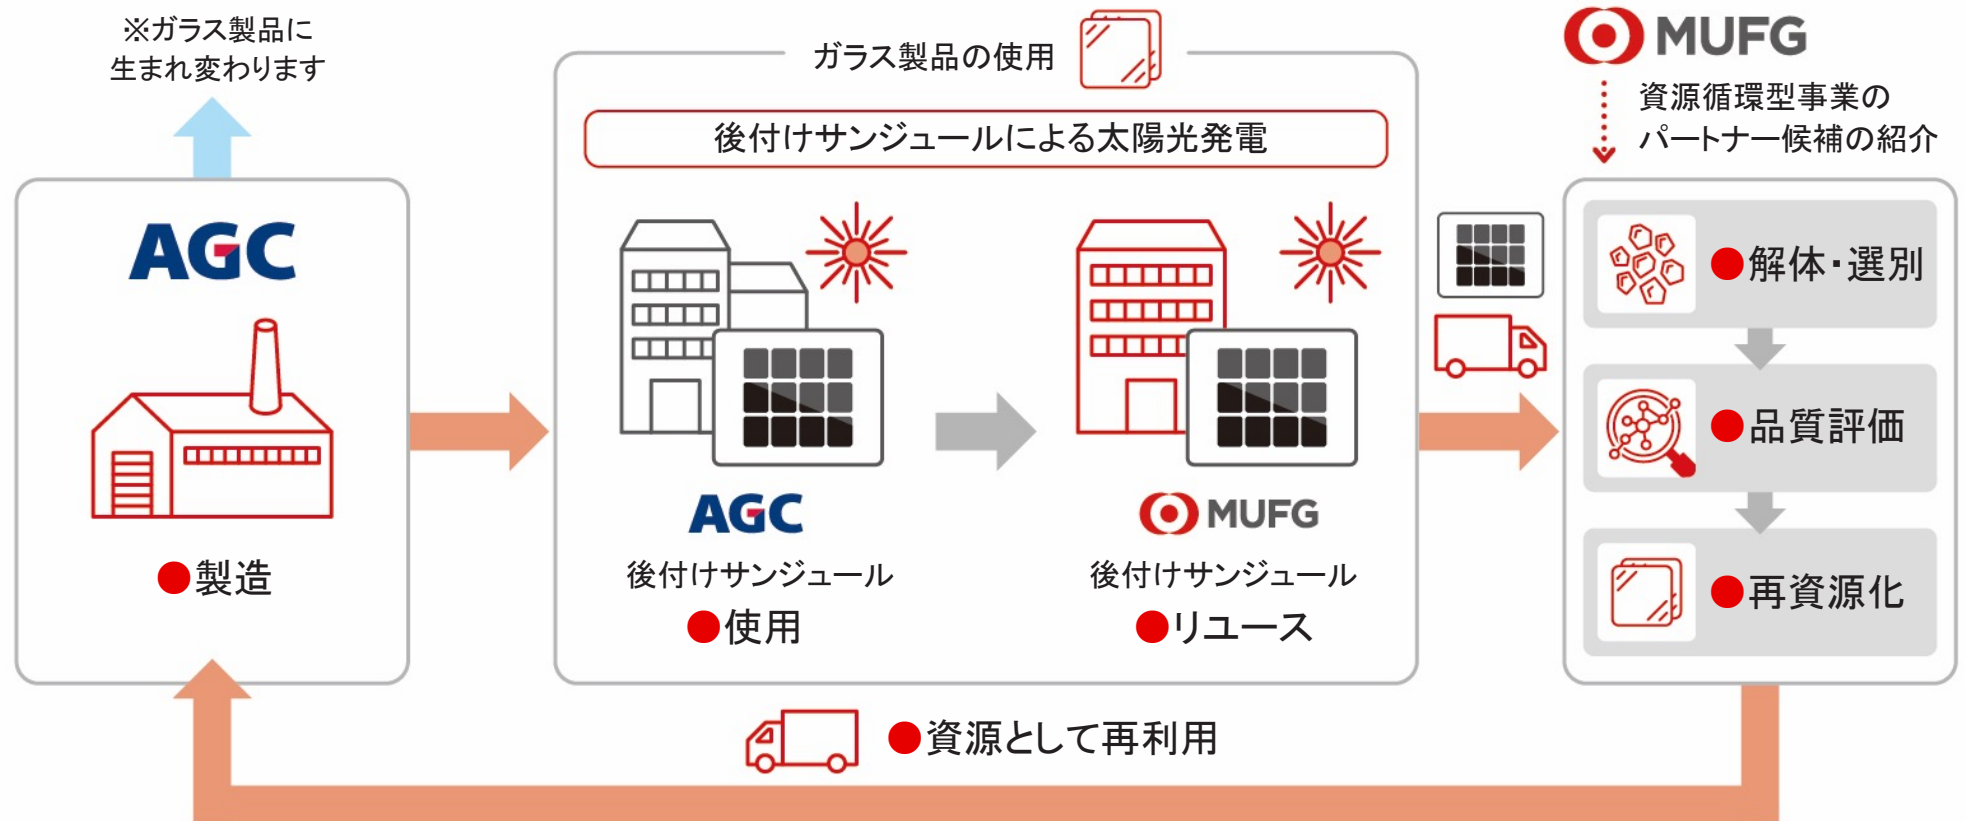 ※ガラス製品に
生まれ変わります
AGC
●製造
ガラス製品の使用
後付けサンジュールによる太陽光発電
AGC
後付けサンジュール
●使用
MUFG
後付けサンジュール
●リユース
MUFG
資源循環型事業の
パートナー候補の紹介
●解体・選別
●品質評価
●再資源化
●資源として再利用